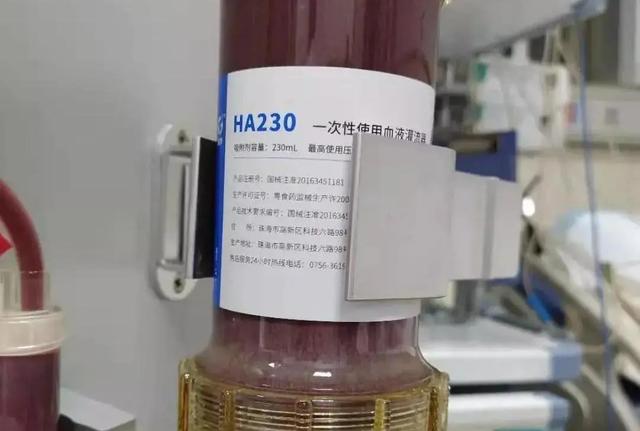 HA230 一次性使用血液灌流器
吸附剂容量：230mL 最高使用压
产品注册号：国械注准20163451181
生产许可证号：粤食药监械生产许200
产品技术要求编号：国械注准2016345
住 所：珠海市高新区科技六路98号
生产地址：珠海市高新区科技六路98号
售后服务24小时热线电话：0756-3619